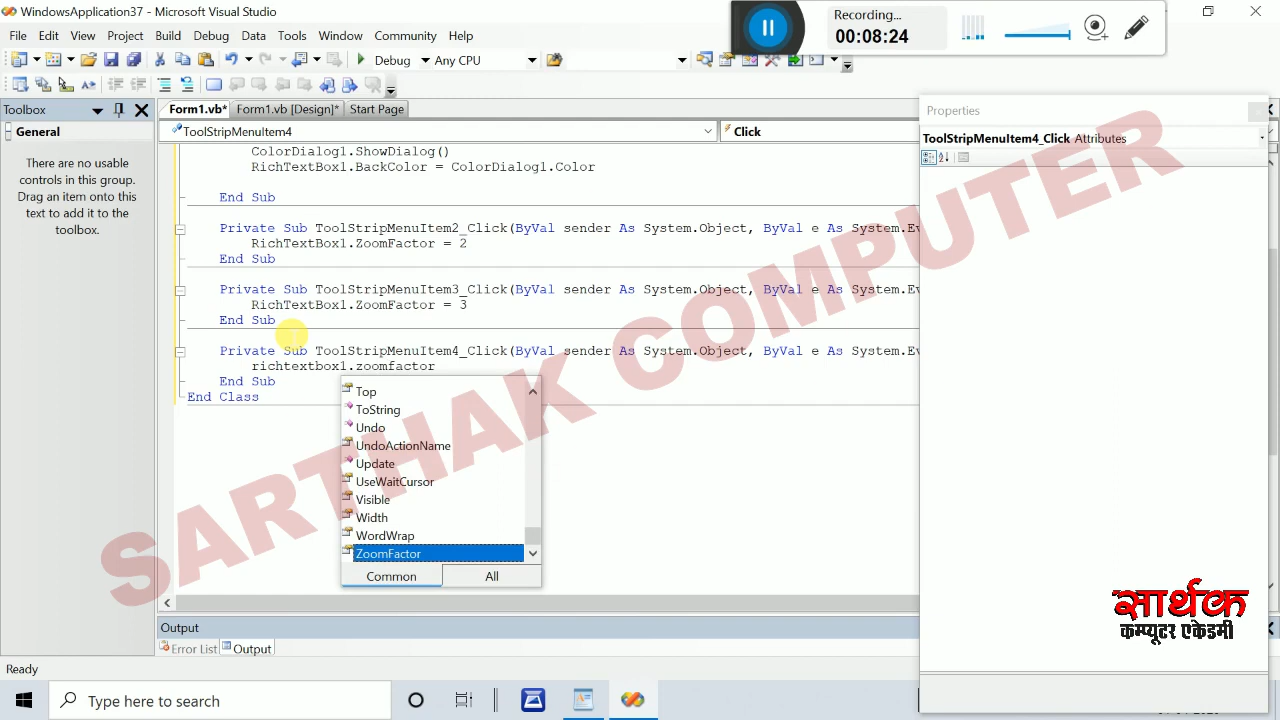 WindowsApplication37 - Microsoft Visual Studio
Recording...
00:08:24
File Edit View Project Build Debug Data Tools Window Community Help
Debug Any CPU
Toolbox
General
There are no usable
controls in this group.
Drag an item onto this
text to add it to the
toolbox.
Form1.vb* Form1.vb [Design]* Start Page
ToolStripMenuItem4 Click
ColorDialog1.ShowDialog()
RichTextBox1.BackColor = ColorDialog1.Color
End Sub
Private Sub ToolStripMenuItem2_Click(ByVal sender As System.Object, ByVal e As System.Ev
RichTextBox1.ZoomFactor = 2
End Sub
Private Sub ToolStripMenuItem3_Click(ByVal sender As System.Object, ByVal e As System.Ev
RichTextBox1.ZoomFactor = 3
End Sub
Private Sub ToolStripMenuItem4_Click(ByVal sender As System.Object, ByVal e As System.Ev
richtextbox1.zoomfactor
End Sub
End Class
Top
ToString
Undo
UndoActionName
Update
UseWaitCursor
Visible
Width
WordWrap
ZoomFactor
Common All
Properties
ToolStripMenuItem4_Click Attributes
SARTHAK COMPUTER
सार्थक
कम्प्यूटर एकेडमी
Output
Error List Output
Ready
Type here to search